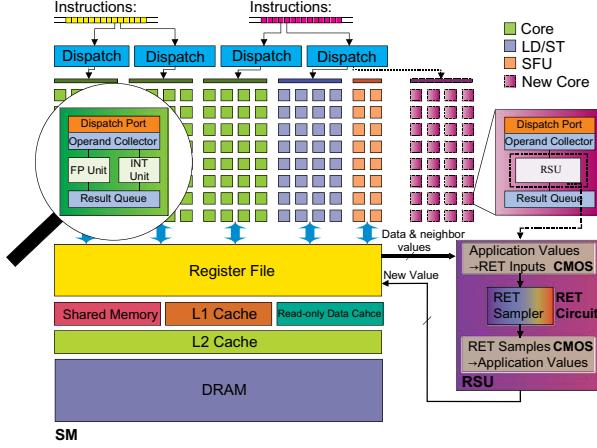 Instructions:
Instructions:
Dispatch
Dispatch
Dispatch
Dispatch
Core
LD/ST
SFU
New Core
Dispatch Port
Operand Collector
FP Unit
INT
Unit
Result Queue
Dispatch Port
Operand Collector
RSU
Result Queue
Data & neighbor
values
Register File
New Value
Application Values
→RET Inputs CMOS
RET
Sampler
RET
Circuit
RET Samples CMOS
→Application Values
RSU
Shared Memory
L1 Cache
Read-only Data Cahce
L2 Cache
DRAM
SM